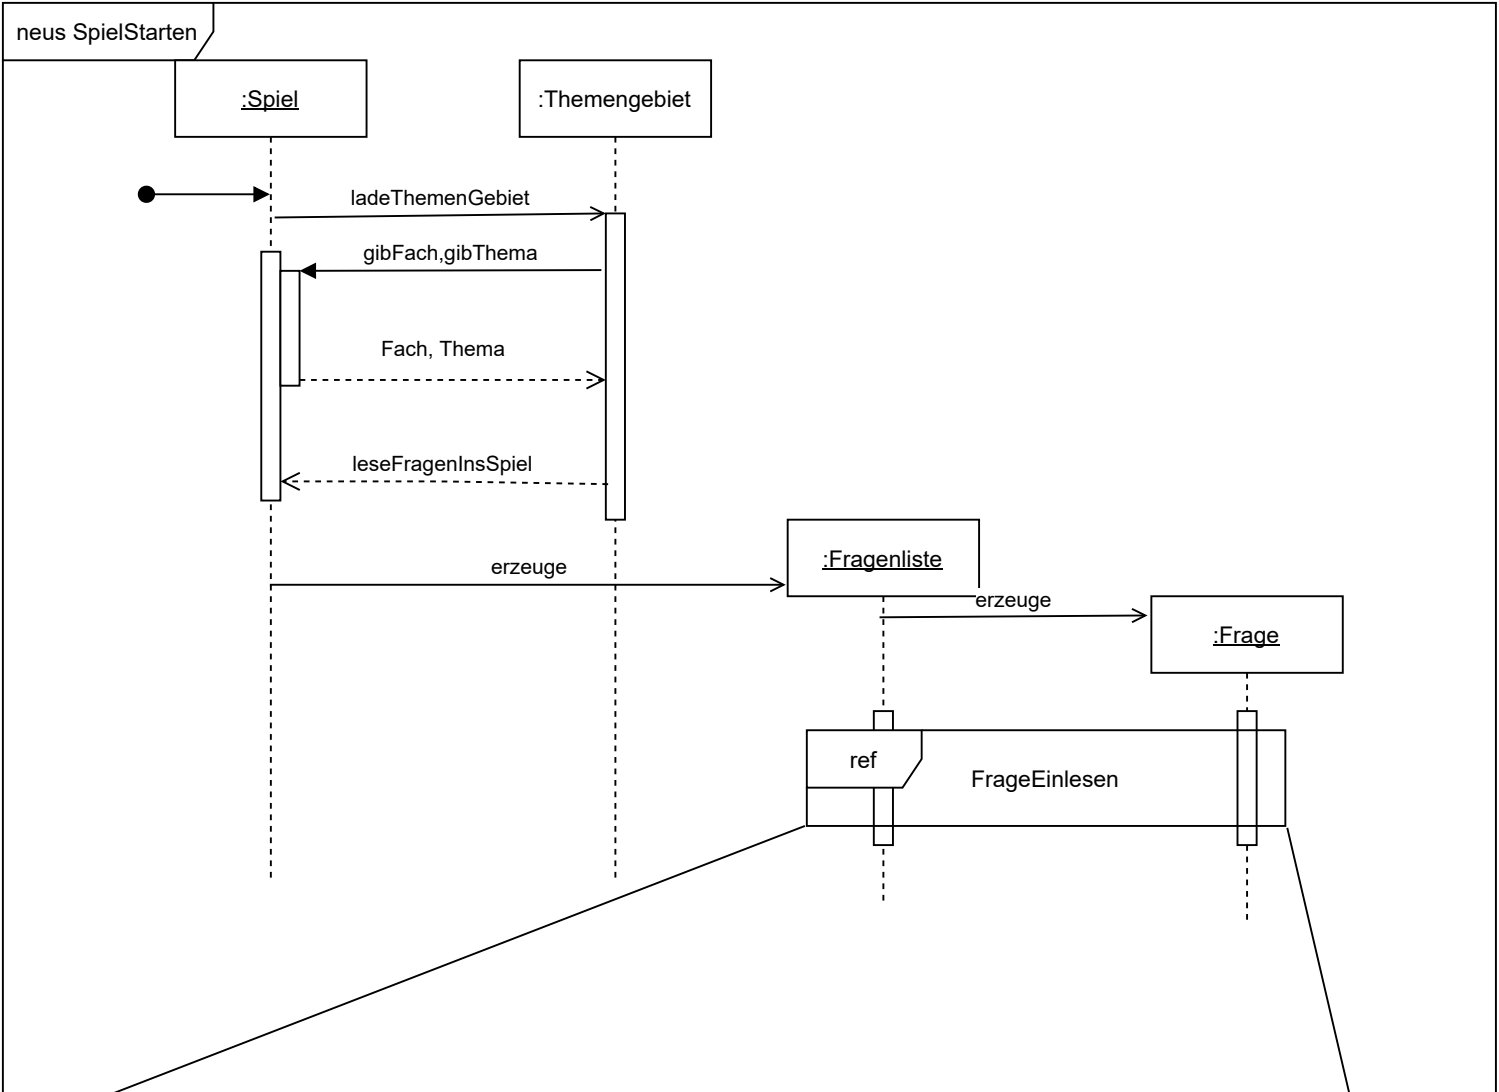 neus SpielStarten
:Spiel
:Themengebiet
ladeThemenGebiet
gibFach,gibThema
Fach, Thema
leseFragenInsSpiel
:Fragenliste
erzeuge
erzeuge
:Frage
ref
FrageEinlesen